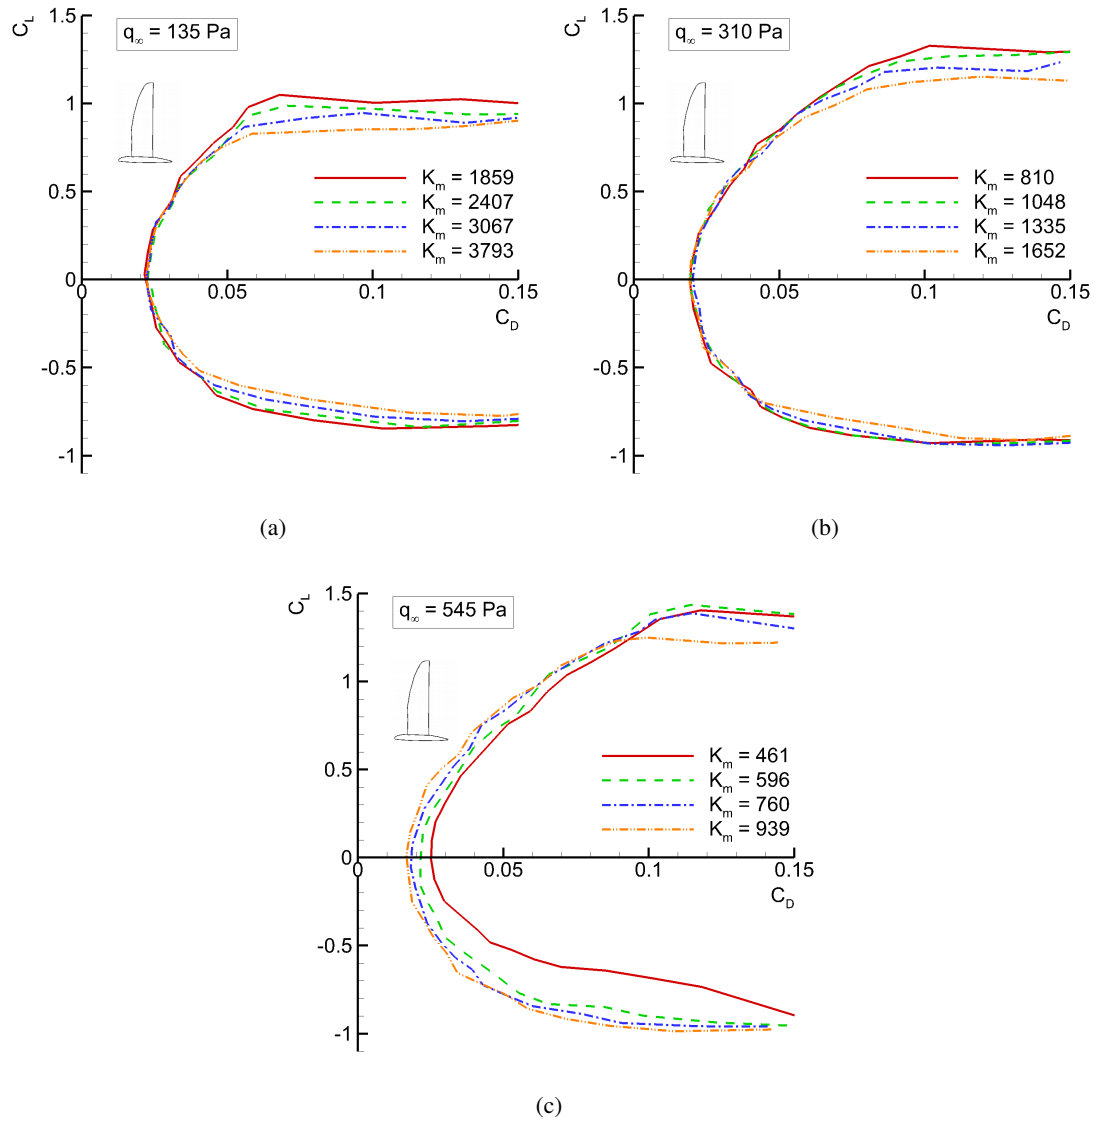 C_L
1.5
q_∞ = 135 Pa
1
0.5
K_m = 1859
K_m = 2407
K_m = 3067
K_m = 3793
0
0
0.05
0.1
0.15
C_D
-0.5
-1
(a)
C_L
1.5
q_∞ = 310 Pa
1
0.5
K_m = 810
K_m = 1048
K_m = 1335
K_m = 1652
0
0
0.05
0.1
0.15
C_D
-0.5
-1
(b)
C_L
1.5
q_∞ = 545 Pa
1
0.5
K_m = 461
K_m = 596
K_m = 760
K_m = 939
0
0
0.05
0.1
0.15
C_D
-0.5
-1
(c)